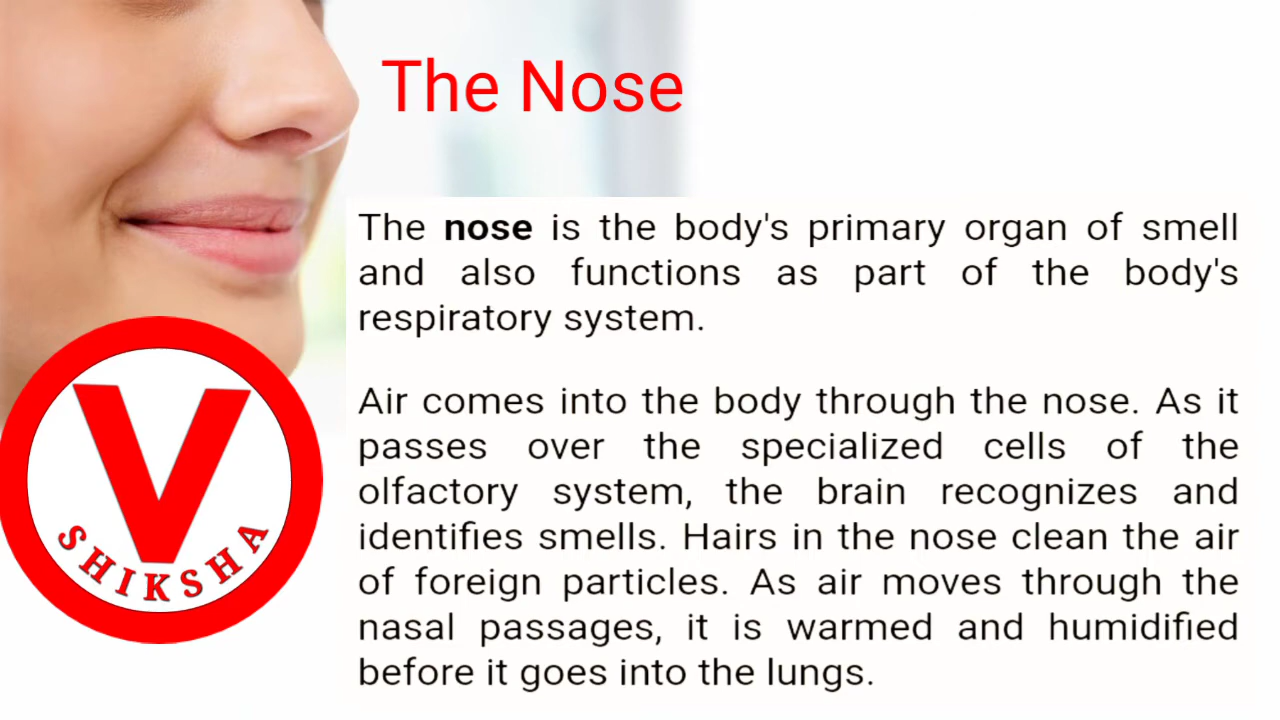 The Nose
The nose is the body's primary organ of smell
and also functions as part of the body's
respiratory system.
Air comes into the body through the nose. As it
passes over the specialized cells of the
olfactory system, the brain recognizes and
identifies smells. Hairs in the nose clean the air
of foreign particles. As air moves through the
nasal passages, it is warmed and humidified
before it goes into the lungs.
V
SHIKSHA